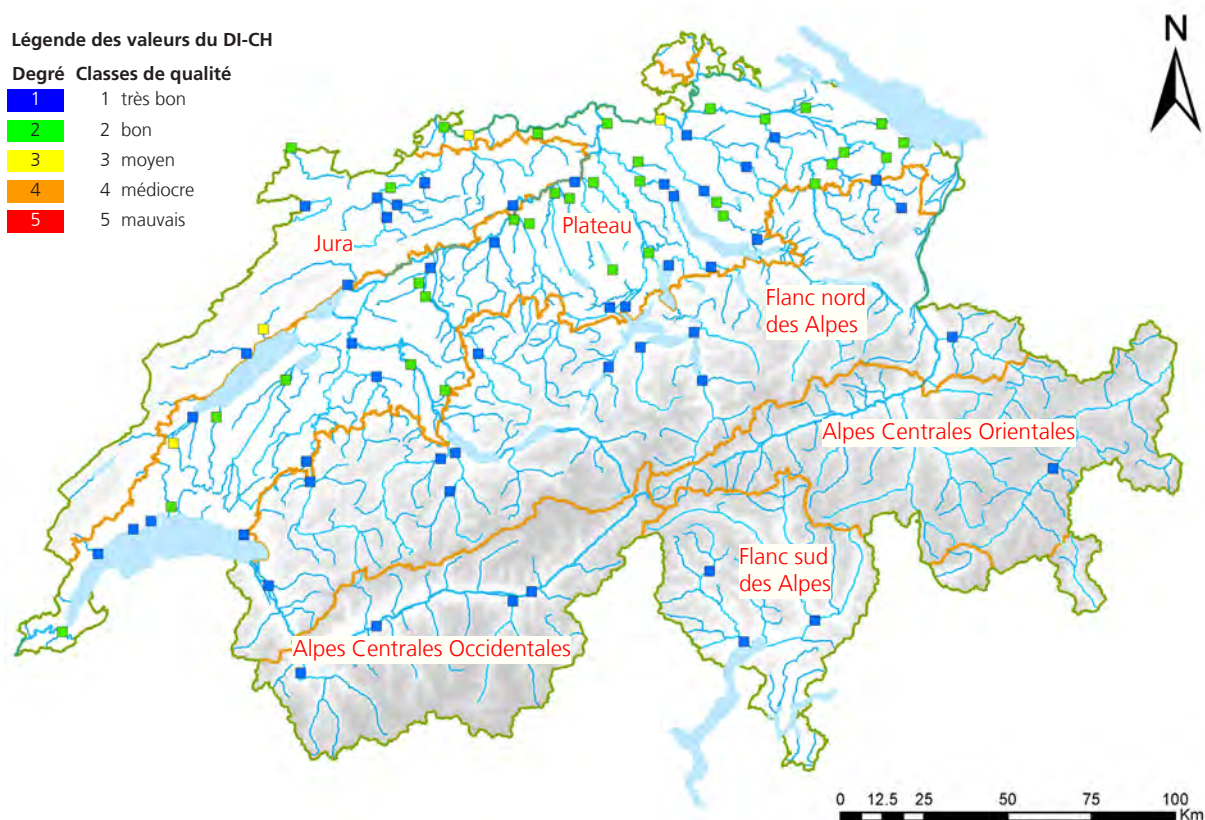 Légende des valeurs du DI-CH
Degré Classes de qualité
1 1 très bon
2 2 bon
3 3 moyen
4 4 médiocre
5 5 mauvais
N
Jura
Plateau
Flanc nord
des Alpes
Alpes Centrales Orientales
Flanc sud
des Alpes
Alpes Centrales Occidentales
0 12.5 25 50 75 100
Km